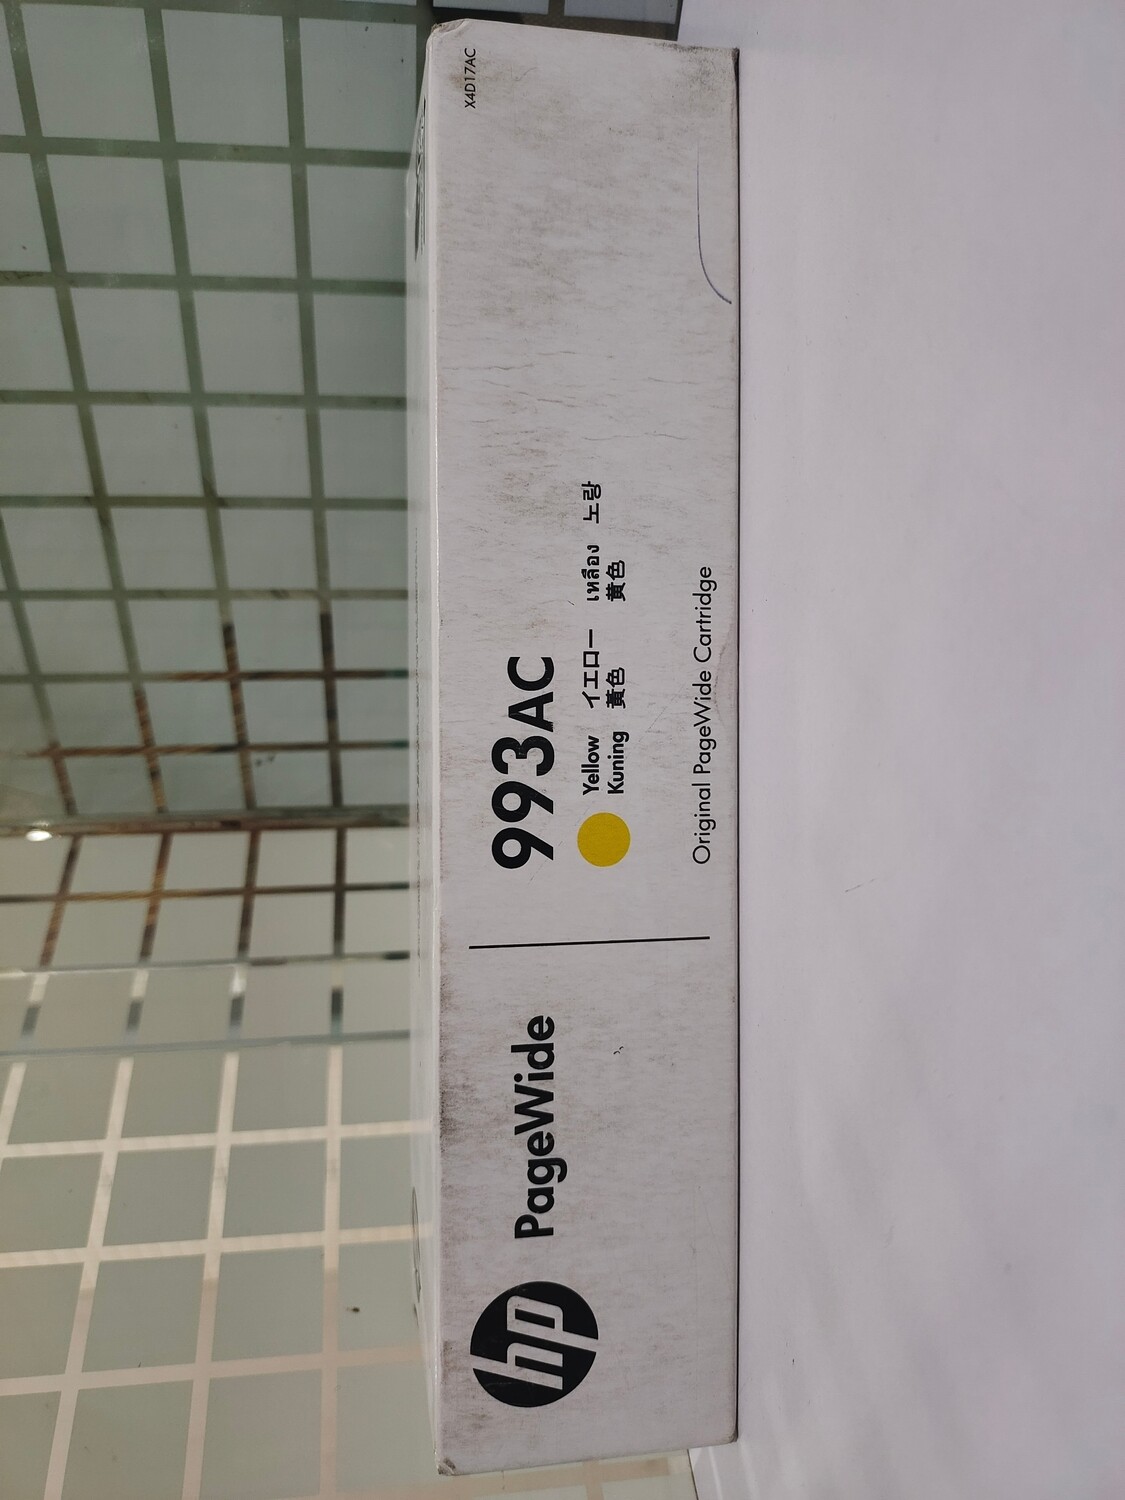 X4D17AC
hp PageWide
993AC
Yellow イエロー เหลือง 노랑
Kuning 黃色 黄色
Original PageWide Cartridge